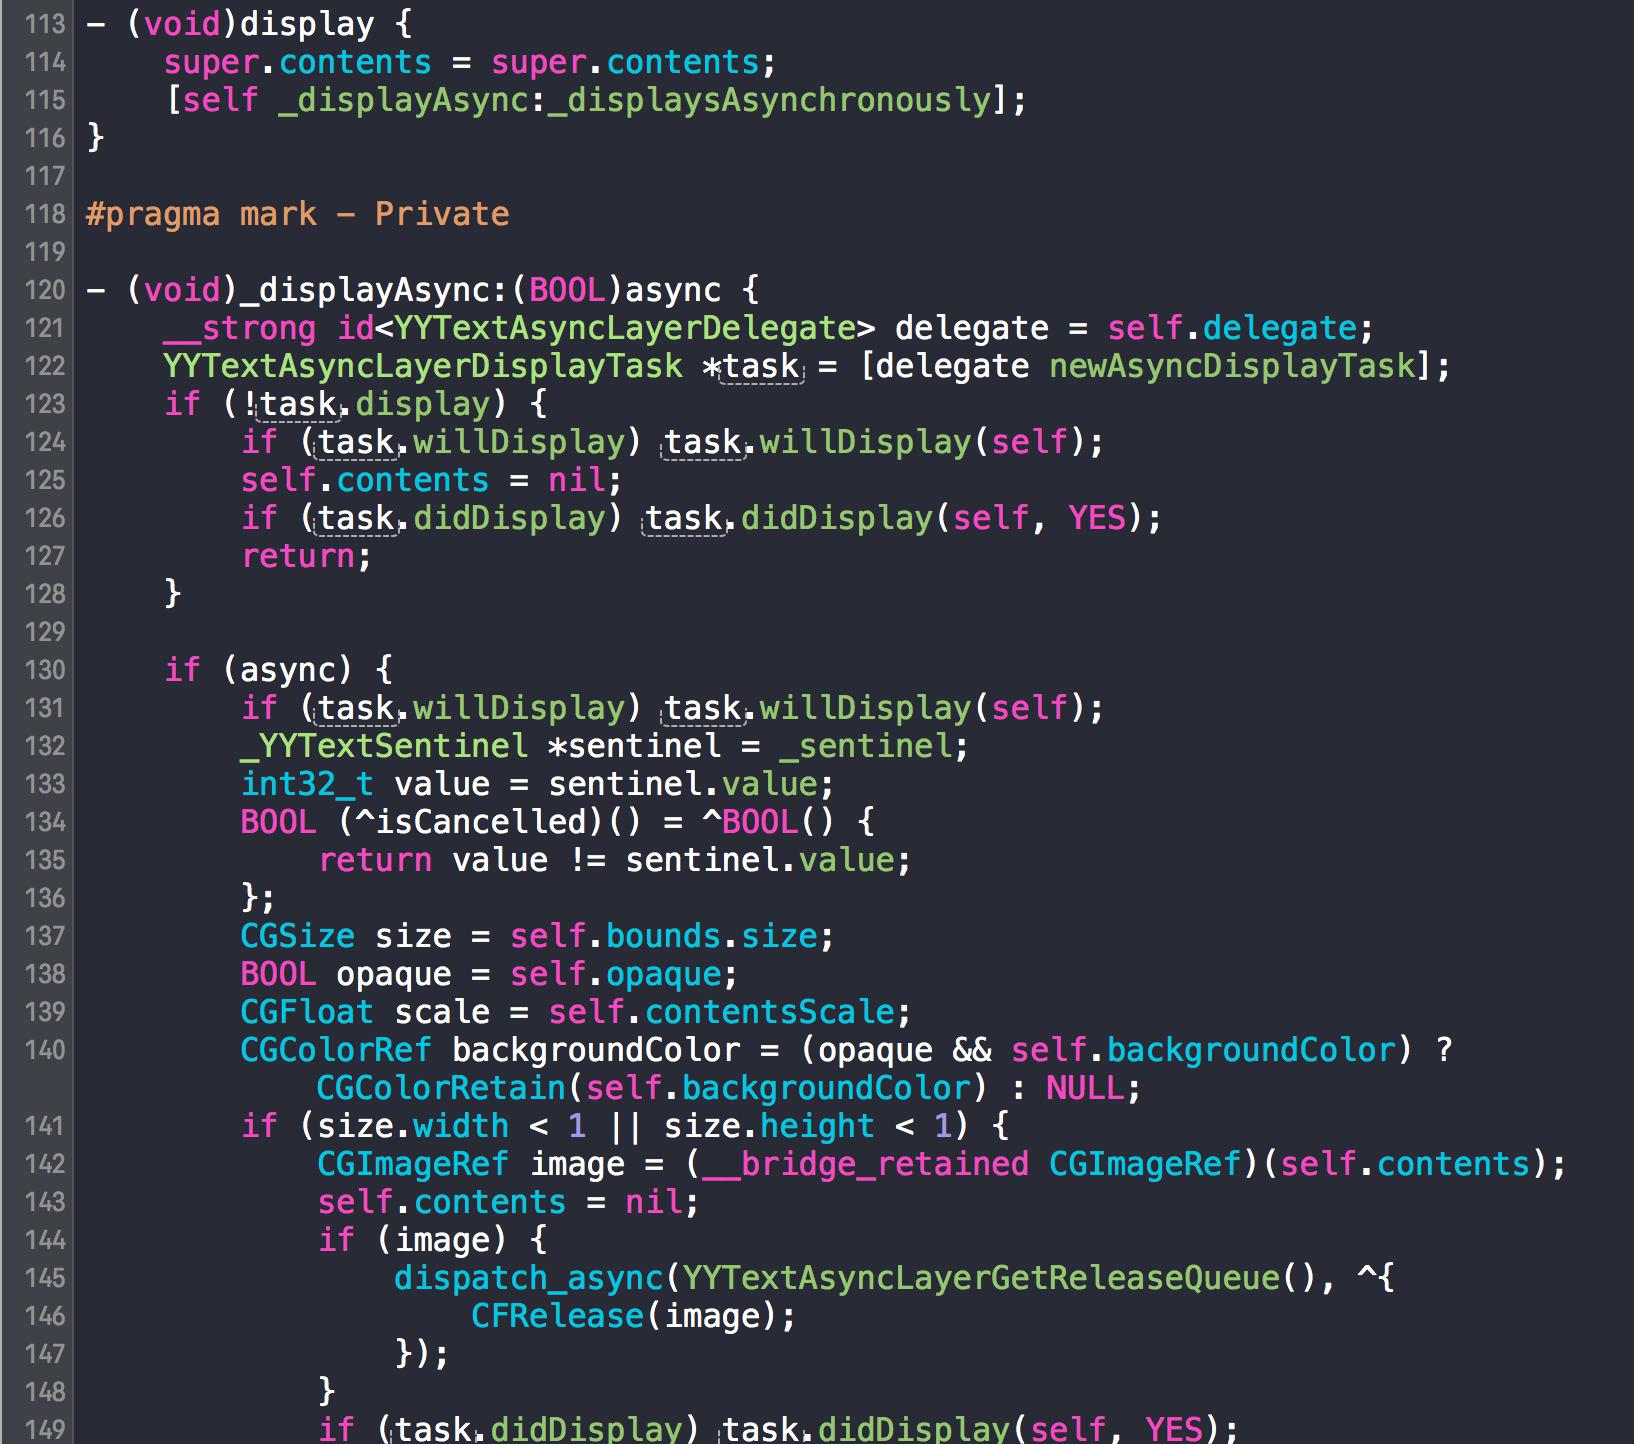 113 - (void)display {
114     super.contents = super.contents;
115     [self _displayAsync:_displaysAsynchronously];
116 }
117
118 #pragma mark - Private
119
120 - (void)_displayAsync:(BOOL)async {
121     __strong id<YYTextAsyncLayerDelegate> delegate = self.delegate;
122     YYTextAsyncLayerDisplayTask *task = [delegate newAsyncDisplayTask];
123     if (!task.display) {
124         if (task.willDisplay) task.willDisplay(self);
125         self.contents = nil;
126         if (task.didDisplay) task.didDisplay(self, YES);
127         return;
128     }
129
130     if (async) {
131         if (task.willDisplay) task.willDisplay(self);
132         _YYTextSentinel *sentinel = _sentinel;
133         int32_t value = sentinel.value;
134         BOOL (^isCancelled)() = ^BOOL() {
135             return value != sentinel.value;
136         };
137         CGSize size = self.bounds.size;
138         BOOL opaque = self.opaque;
139         CGFloat scale = self.contentsScale;
140         CGColorRef backgroundColor = (opaque && self.backgroundColor) ?
            CGColorRetain(self.backgroundColor) : NULL;
141         if (size.width < 1 || size.height < 1) {
142             CGImageRef image = (__bridge_retained CGImageRef)(self.contents);
143             self.contents = nil;
144             if (image) {
145                 dispatch_async(YYTextAsyncLayerGetReleaseQueue(), ^{
146                     CFRelease(image);
147                 });
148             }
149             if (task.didDisplay) task.didDisplay(self, YES);